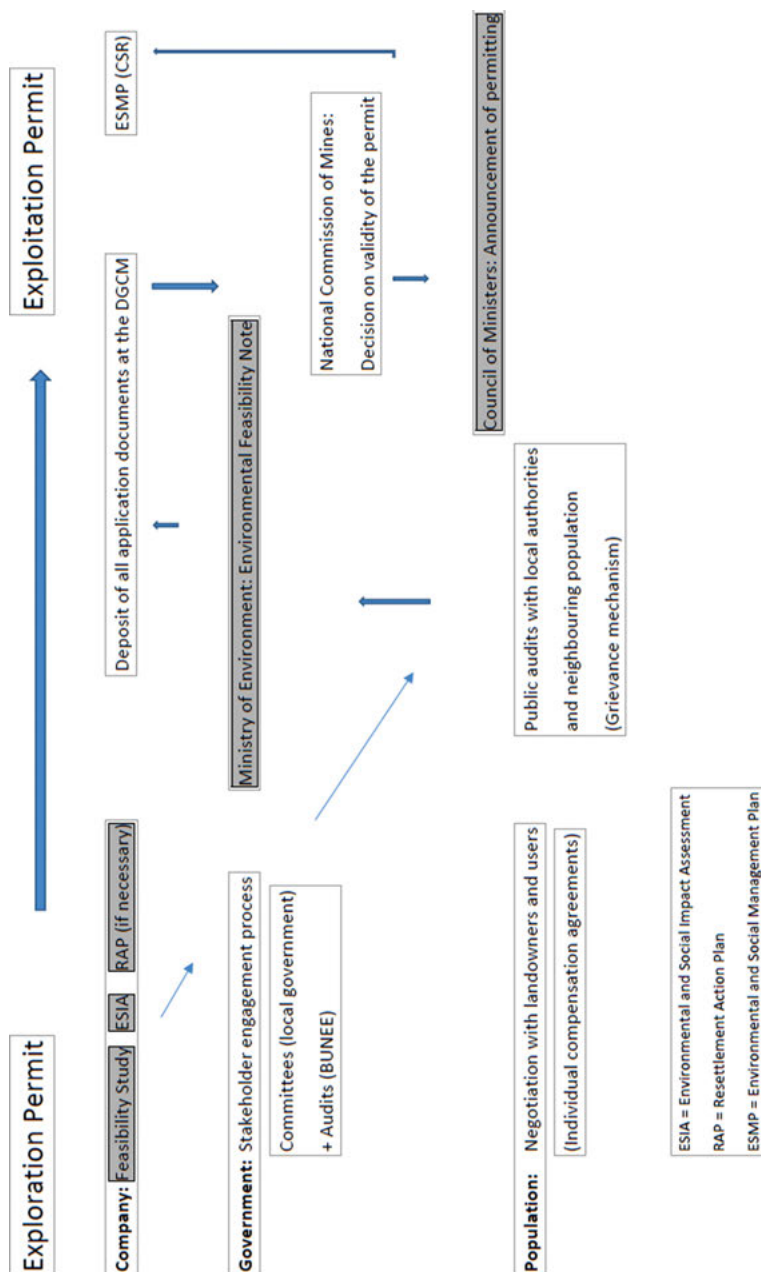 Exploration Permit
Exploitation Permit
Company: Feasibility Study ESIA RAP (if necessary)
Deposit of all application documents at the DGCM
ESMP (CSR)
Government: Stakeholder engagement process
Ministry of Environment: Environmental Feasibility Note
Committees (local government)
+ Audits (BUNEE)
National Commission of Mines:
Decision on validity of the permit
Council of Ministers: Announcement of permitting
Population: Negotiation with landowners and users
(Individual compensation agreements)
Public audits with local authorities
and neighbouring population
(Grievance mechanism)
ESIA = Environmental and Social Impact Assessment
RAP = Resettlement Action Plan
ESMP = Environmental and Social Management Plan